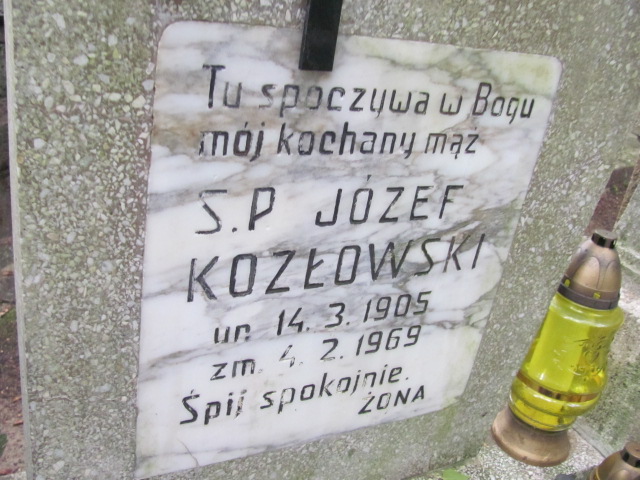 Tu spoczywa w Bogu
mój kochany mąż
Ś.P JÓZEF
KOZŁOWSKI
ur. 14. 3. 1905
zm. 4. 2. 1969
Śpij spokojnie.
ŻONA